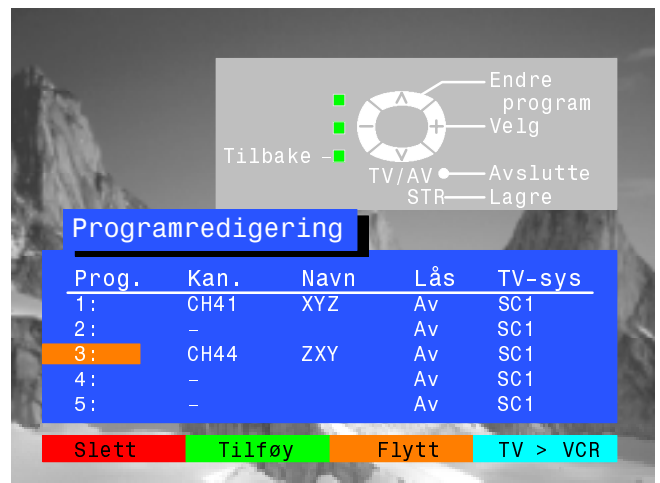 Endre
program
Velg
Tilbake
TV/AV Avslutte
STR Lagre
Programredigering
Prog. Kan. Navn Lås TV-sys
1: CH41 XYZ Av SC1
2: – Av SC1
3: CH44 ZXY Av SC1
4: – Av SC1
5: – Av SC1
Slett Tilføy Flytt TV > VCR